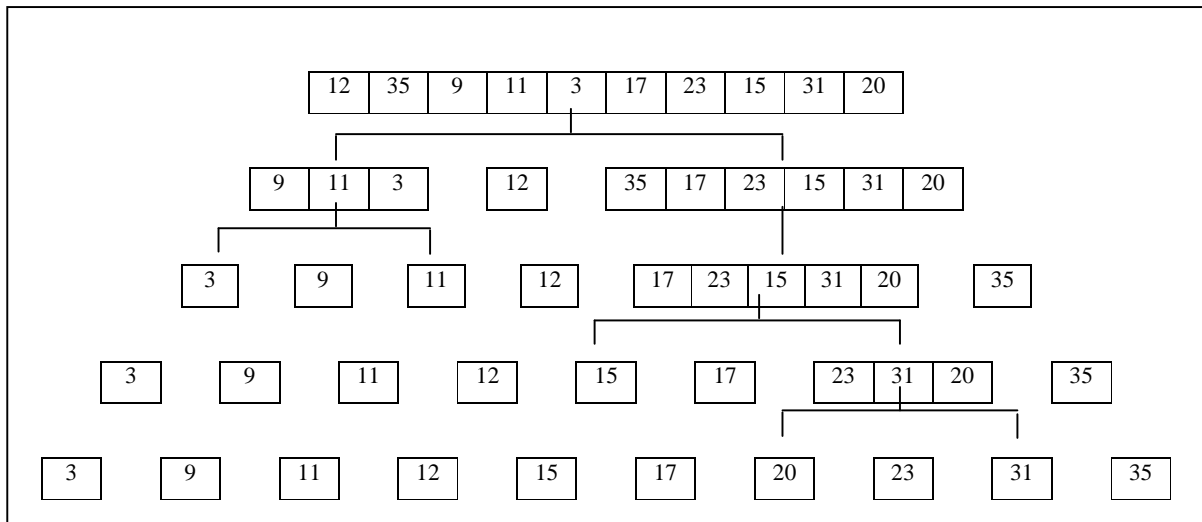 12 35 9 11 3 17 23 15 31 20
9 11 3 12 35 17 23 15 31 20
3 9 11 12 17 23 15 31 20 35
3 9 11 12 15 17 23 31 20 35
3 9 11 12 15 17 20 23 31 35